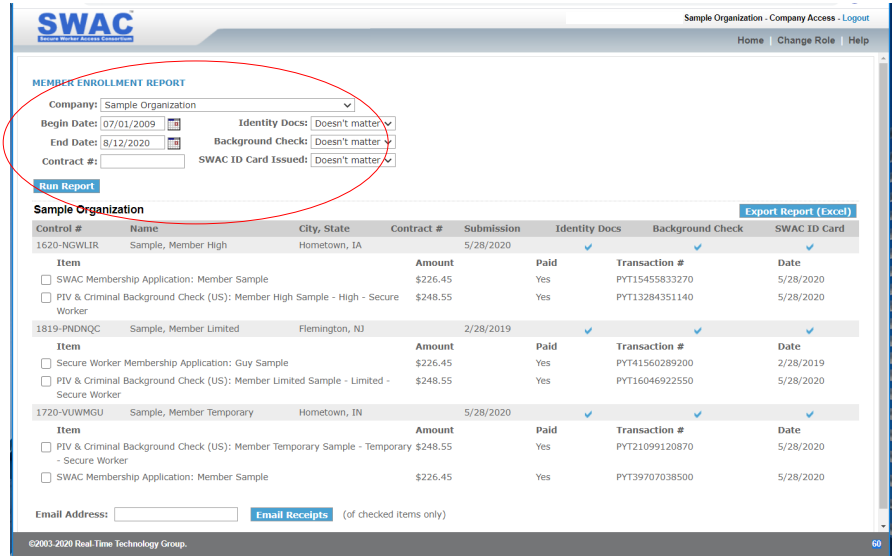 SWAC
Secure Worker Access Consortium
Sample Organization - Company Access - Logout
Home | Change Role | Help
MEMBER ENROLLMENT REPORT
Company: Sample Organization
Begin Date: 07/01/2009 Identity Docs: Doesn't matter
End Date: 8/12/2020 Background Check: Doesn't matter
Contract #: SWAC ID Card Issued: Doesn't matter
Run Report
Sample Organization Export Report (Excel)
Control # Name City, State Contract # Submission Identity Docs Background Check SWAC ID Card
1620-NGWLIR Sample, Member High Hometown, IA 5/28/2020
Item Amount Paid Transaction # Date
SWAC Membership Application: Member Sample $226.45 Yes PYT15455833270 5/28/2020
PIV & Criminal Background Check (US): Member High Sample - High - Secure $248.55 Yes PYT13284351140 5/28/2020
Worker
1819-PNDNQC Sample, Member Limited Flemington, NJ 2/28/2019
Item Amount Paid Transaction # Date
Secure Worker Membership Application: Guy Sample $226.45 Yes PYT41560289200 2/28/2019
PIV & Criminal Background Check (US): Member Limited Sample - Limited - $248.55 Yes PYT16046922550 5/28/2020
Secure Worker
1720-VUWMGU Sample, Member Temporary Hometown, IN 5/28/2020
Item Amount Paid Transaction # Date
PIV & Criminal Background Check (US): Member Temporary Sample - Temporary $248.55 Yes PYT21099120870 5/28/2020
- Secure Worker
SWAC Membership Application: Member Sample $226.45 Yes PYT39707038500 5/28/2020
Email Address: Email Receipts (of checked items only)
©2003-2020 Real-Time Technology Group. 60